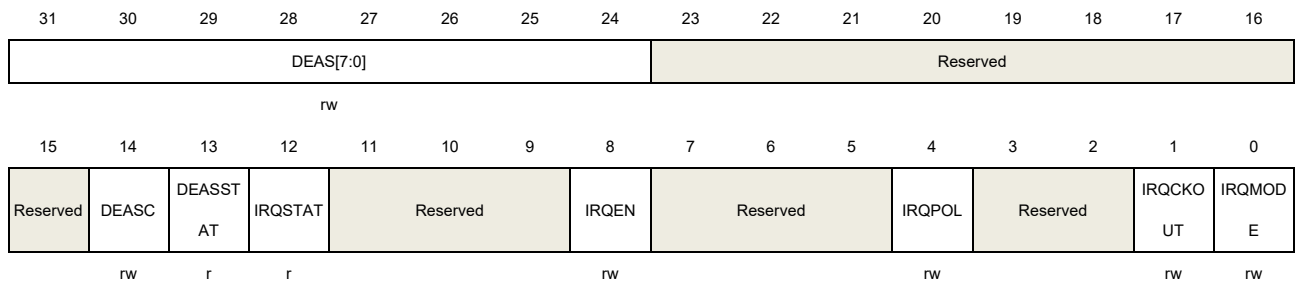 31 30 29 28 27 26 25 24 23 22 21 20 19 18 17 16
DEAS[7:0] Reserved
rw
15 14 13 12 11 10 9 8 7 6 5 4 3 2 1 0
Reserved DEASC DEASST
AT IRQSTAT Reserved IRQEN Reserved IRQPOL Reserved IRQCKO
UT IRQMOD
E
rw r r rw rw rw rw